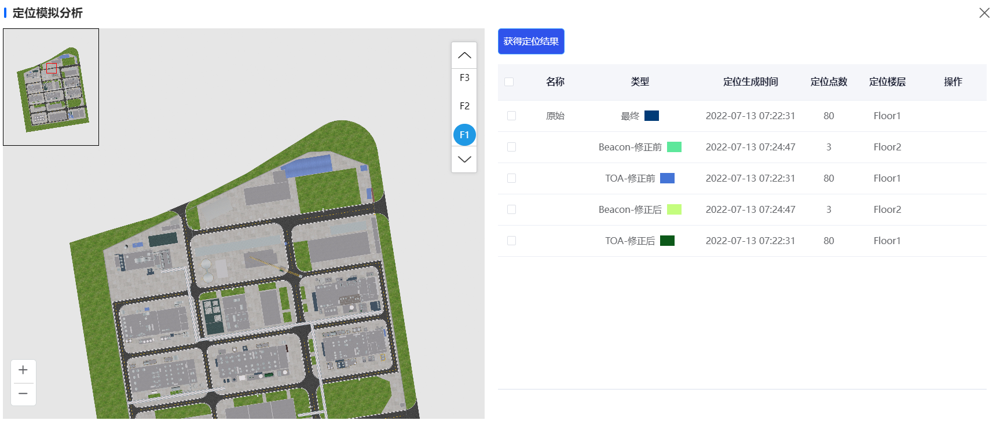 定位模拟分析
F3
F2
F1
获得定位结果
名称 类型 定位生成时间 定位点数 定位楼层 操作
原始 最终 2022-07-13 07:22:31 80 Floor1
Beacon-修正前 2022-07-13 07:24:47 3 Floor2
TOA-修正前 2022-07-13 07:22:31 80 Floor1
Beacon-修正后 2022-07-13 07:24:47 3 Floor2
TOA-修正后 2022-07-13 07:22:31 80 Floor1